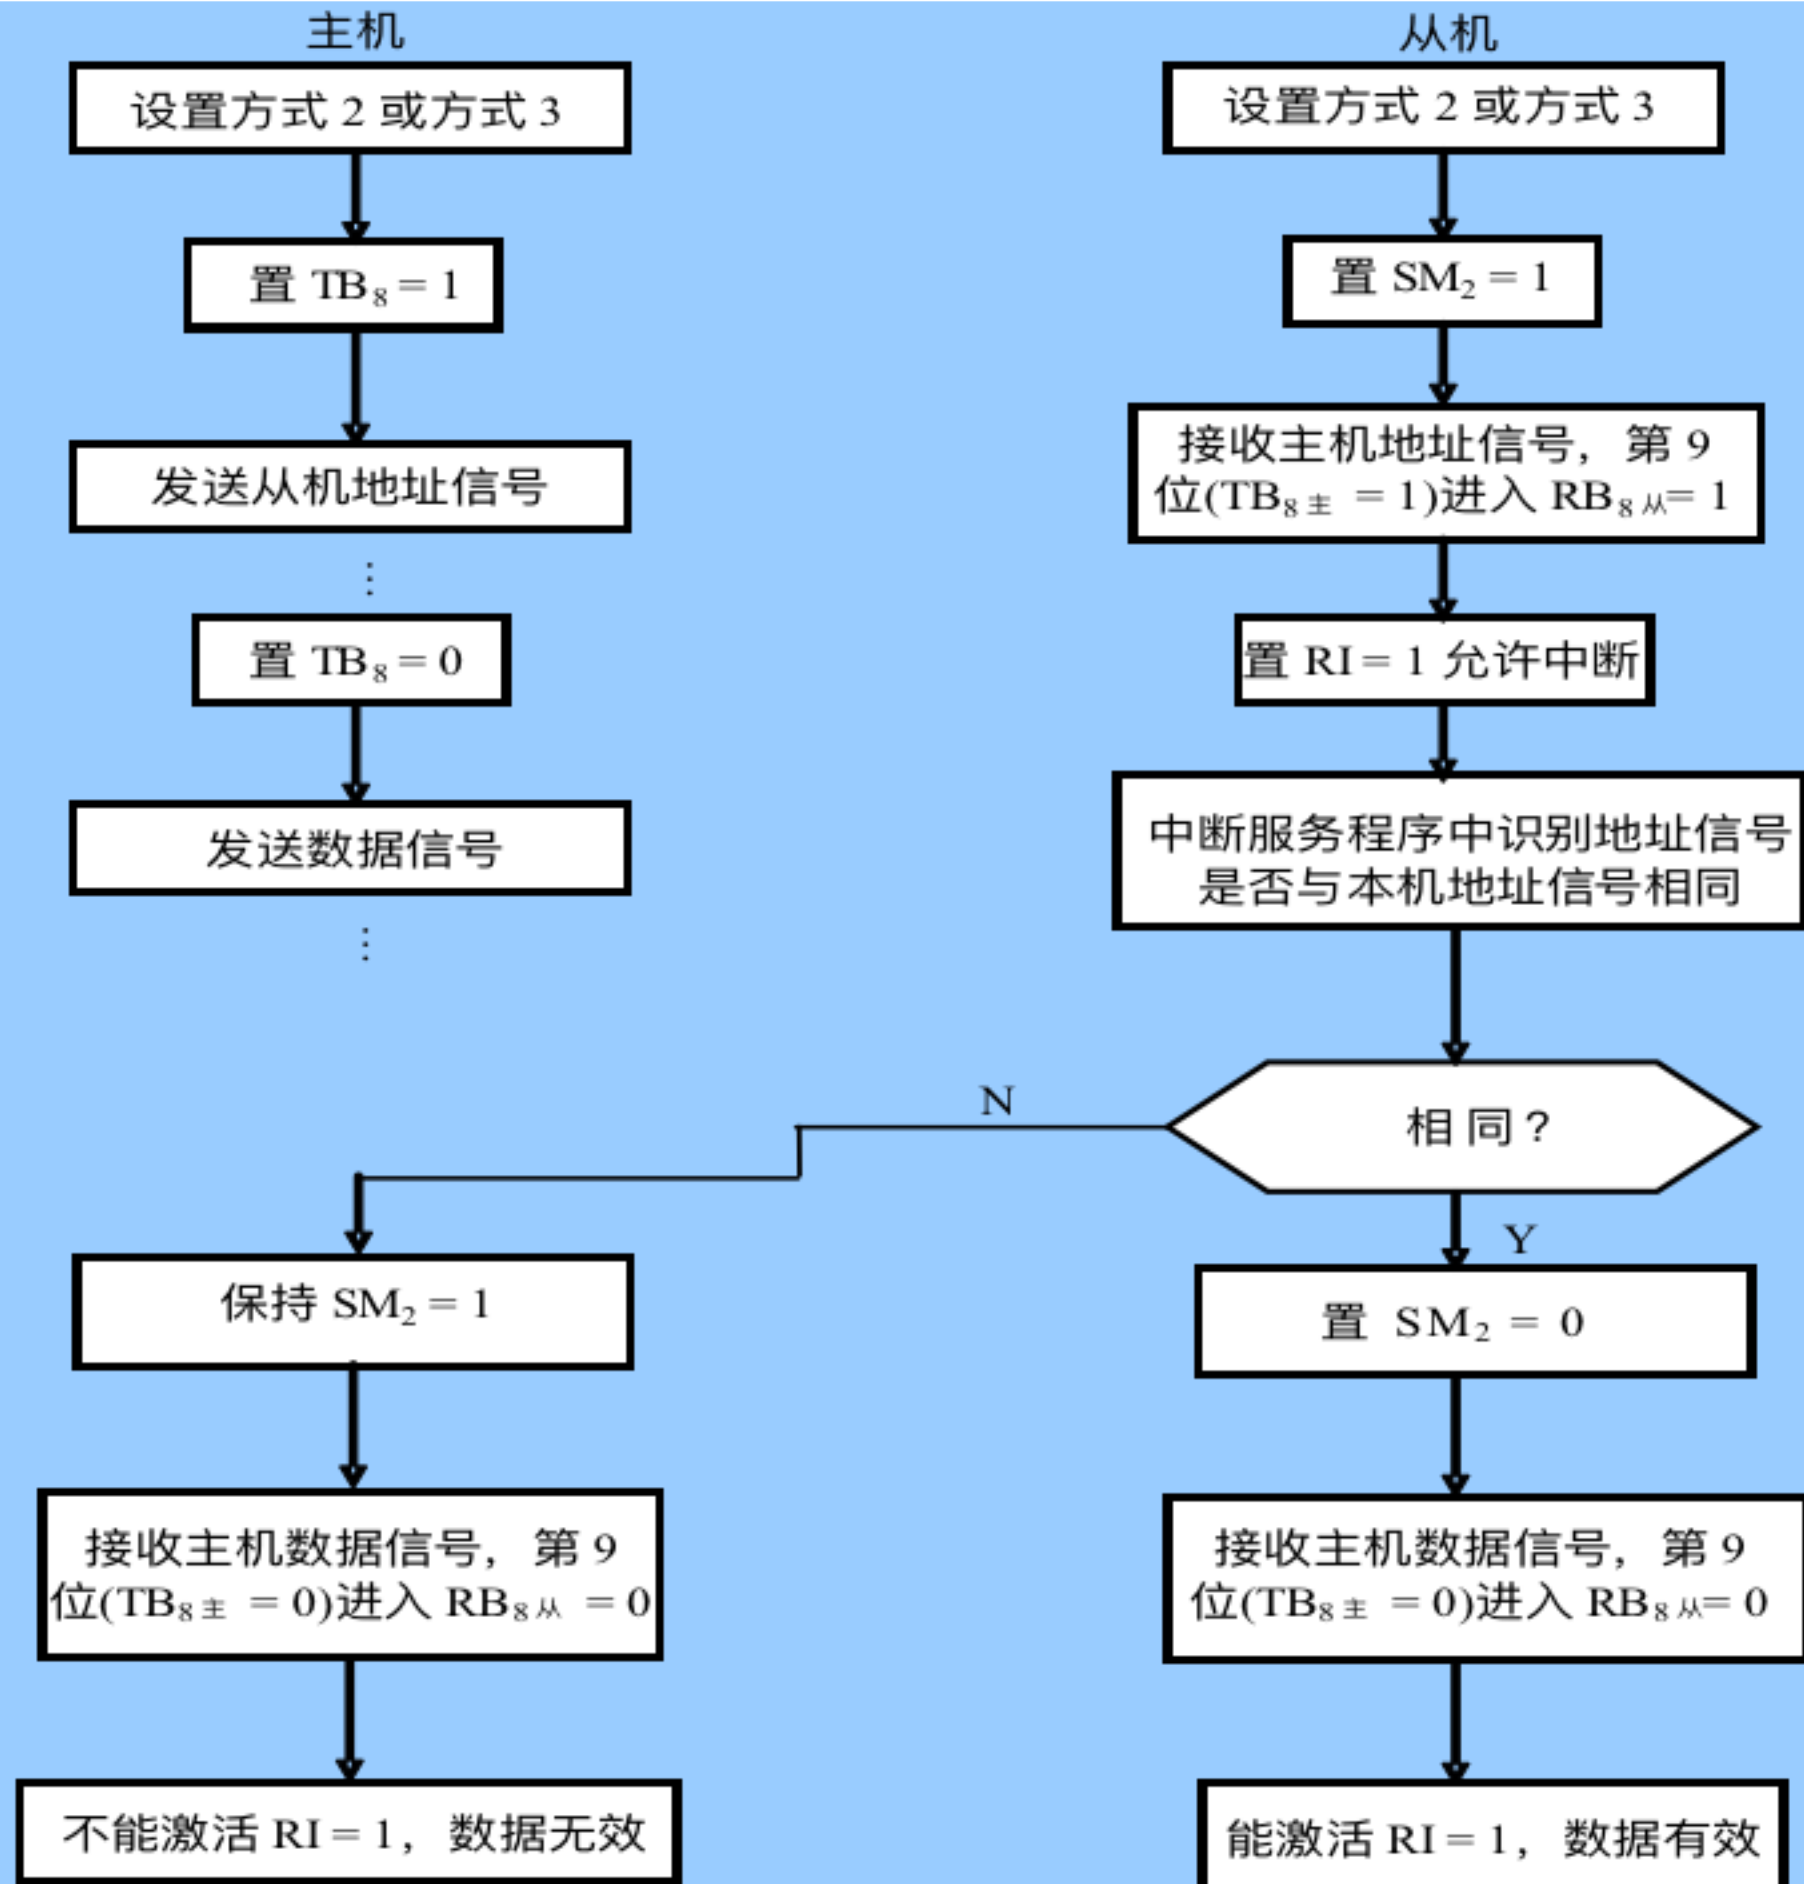 主机
设置方式 2 或方式 3
置 TB₈ = 1
发送从机地址信号
⋮
置 TB₈ = 0
发送数据信号
⋮
从机
设置方式 2 或方式 3
置 SM₂ = 1
接收主机地址信号，第 9
位(TB₈主 = 1)进入 RB₈从= 1
置 RI = 1 允许中断
中断服务程序中识别地址信号
是否与本机地址信号相同
相 同 ?
N
Y
保持 SM₂ = 1
接收主机数据信号，第 9
位(TB₈主 = 0)进入 RB₈从 = 0
不能激活 RI = 1，数据无效
置 SM₂ = 0
接收主机数据信号，第 9
位(TB₈主 = 0)进入 RB₈从= 0
能激活 RI = 1，数据有效